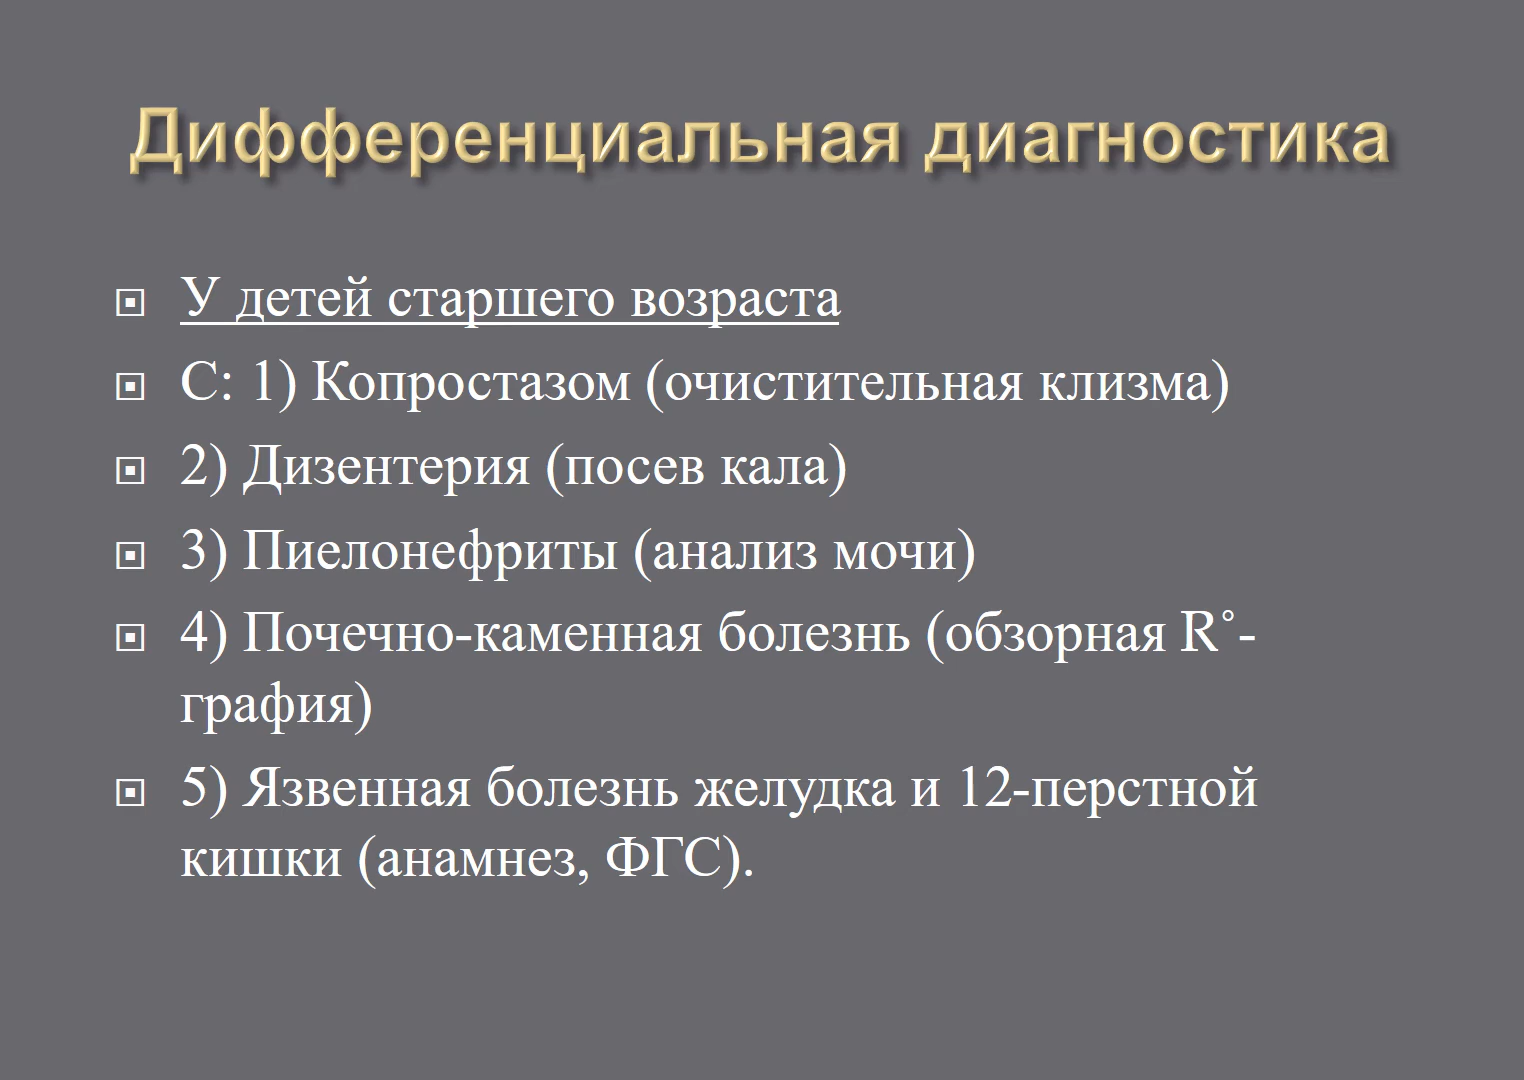 Дифференциальная диагностика
У детей старшего возраста
С: 1) Копростазом (очистительная клизма)
2) Дизентерия (посев кала)
3) Пиелонефриты (анализ мочи)
4) Почечно-каменная болезнь (обзорная R˚-
графия)
5) Язвенная болезнь желудка и 12-перстной
кишки (анамнез, ФГС).